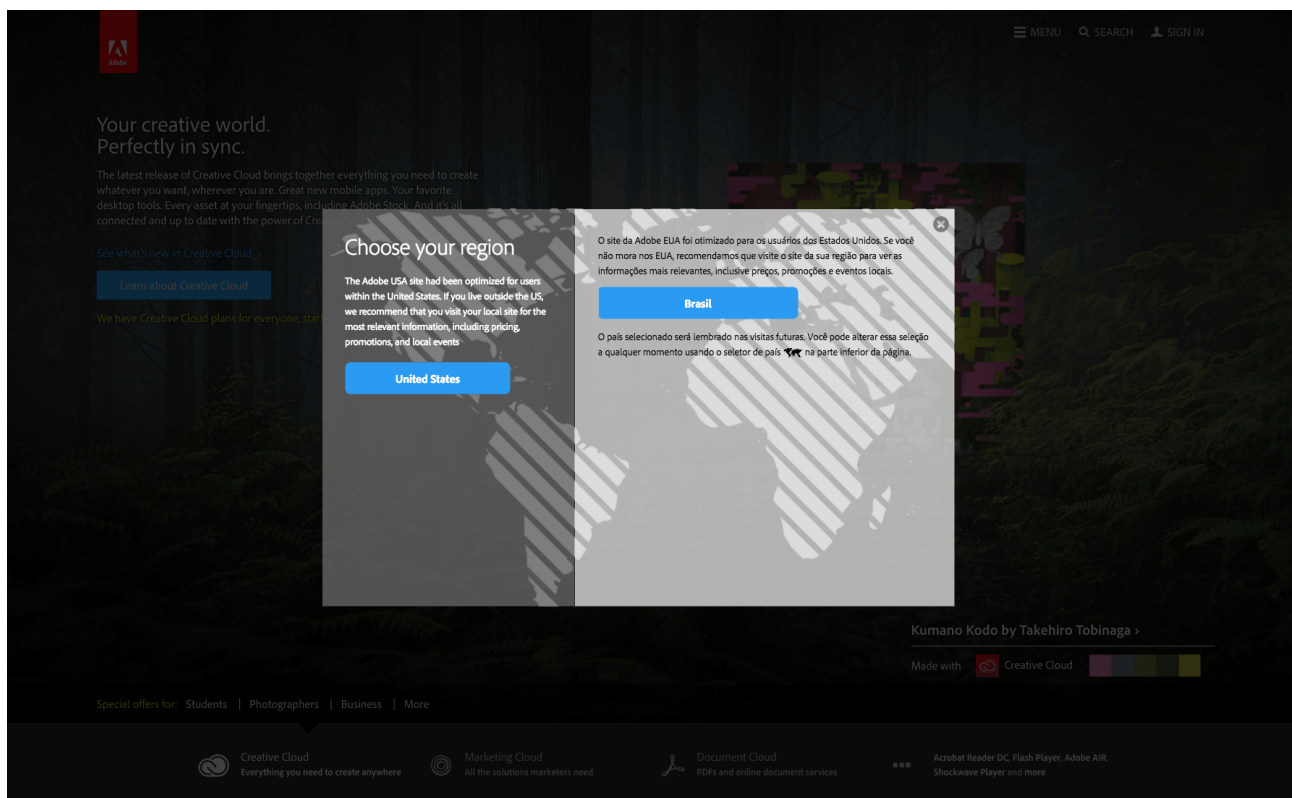 Adobe
MENU
SEARCH
SIGN IN
Your creative world.
Perfectly in sync.
The latest release of Creative Cloud brings together everything you need to create
whatever you want, wherever you are. Great new mobile apps. Your favorite
desktop tools. Every asset at your fingertips, including Adobe Stock. And it's all
connected and up to date with the power of
See what's new in Creative Cloud ›
Learn about Creative Cloud
We have Creative Cloud plans for everyone,
Choose your region
The Adobe USA site had been optimized for users
within the United States. If you live outside the US,
we recommend that you visit your local site for the
most relevant information, including pricing,
promotions, and local events
United States
O site da Adobe EUA foi otimizado para os usuários dos Estados Unidos. Se você
não mora nos EUA, recomendamos que visite o site da sua região para ver as
informações mais relevantes, inclusive preços, promoções e eventos locais.
Brasil
O país selecionado será lembrado nas visitas futuras. Você pode alterar essa seleção
a qualquer momento usando o seletor de país na parte inferior da página.
Kumano Kodo by Takehiro Tobinaga ›
Made with Creative Cloud
Special offers for: Students | Photographers | Business | More
Creative Cloud
Everything you need to create anywhere
Marketing Cloud
All the solutions marketers need
Document Cloud
PDFs and online document services
Acrobat Reader DC, Flash Player, Adobe AIR,
Shockwave Player and more